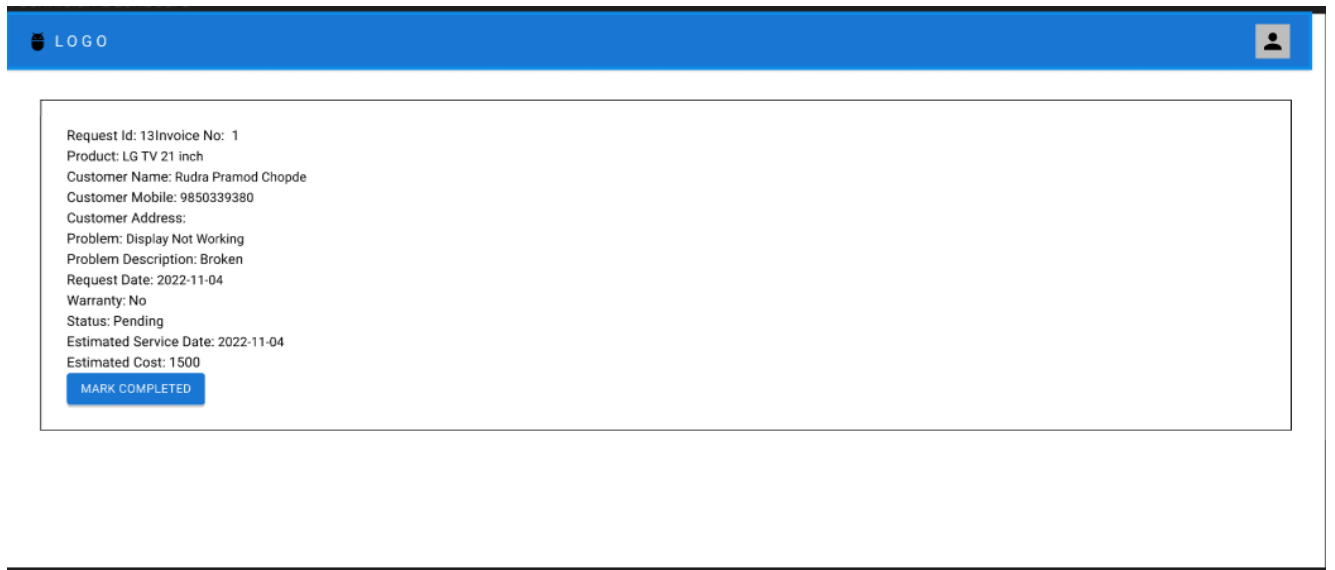 LOGO
Request Id: 13Invoice No: 1
Product: LG TV 21 inch
Customer Name: Rudra Pramod Chopde
Customer Mobile: 9850339380
Customer Address:
Problem: Display Not Working
Problem Description: Broken
Request Date: 2022-11-04
Warranty: No
Status: Pending
Estimated Service Date: 2022-11-04
Estimated Cost: 1500
MARK COMPLETED